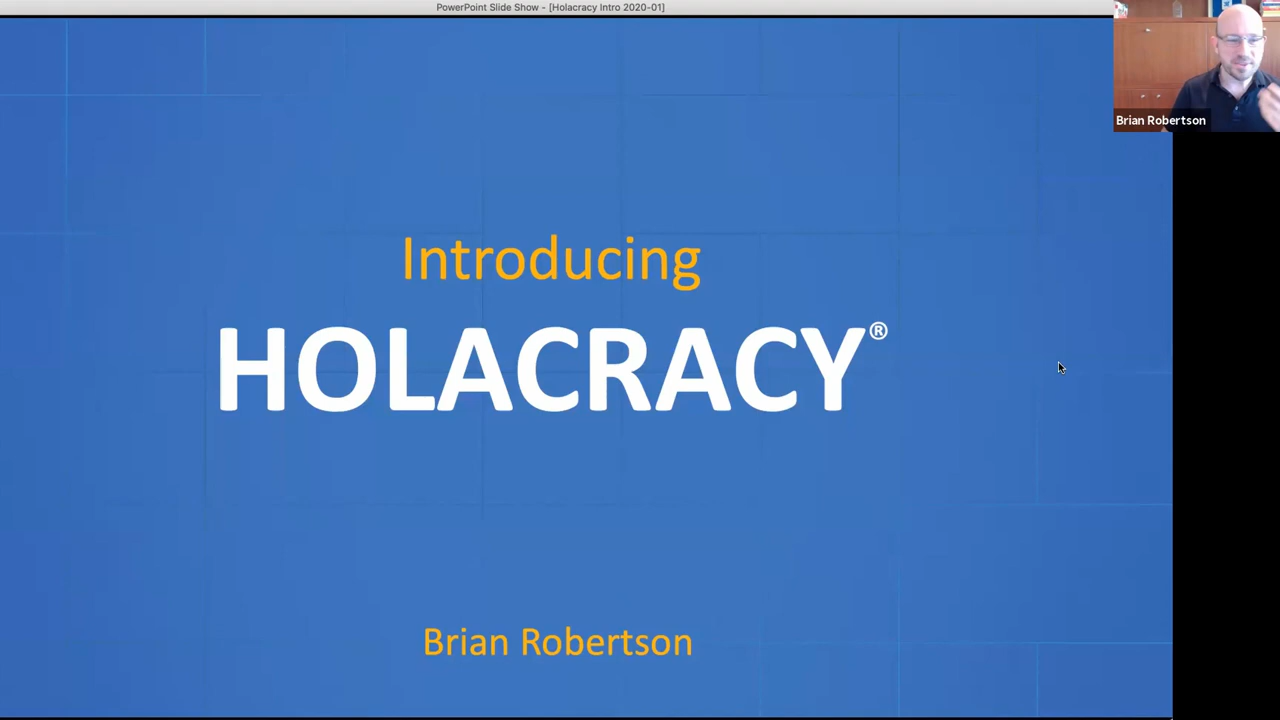 PowerPoint Slide Show - [Holacracy Intro 2020-01]
Brian Robertson
Introducing
HOLACRACY®
Brian Robertson